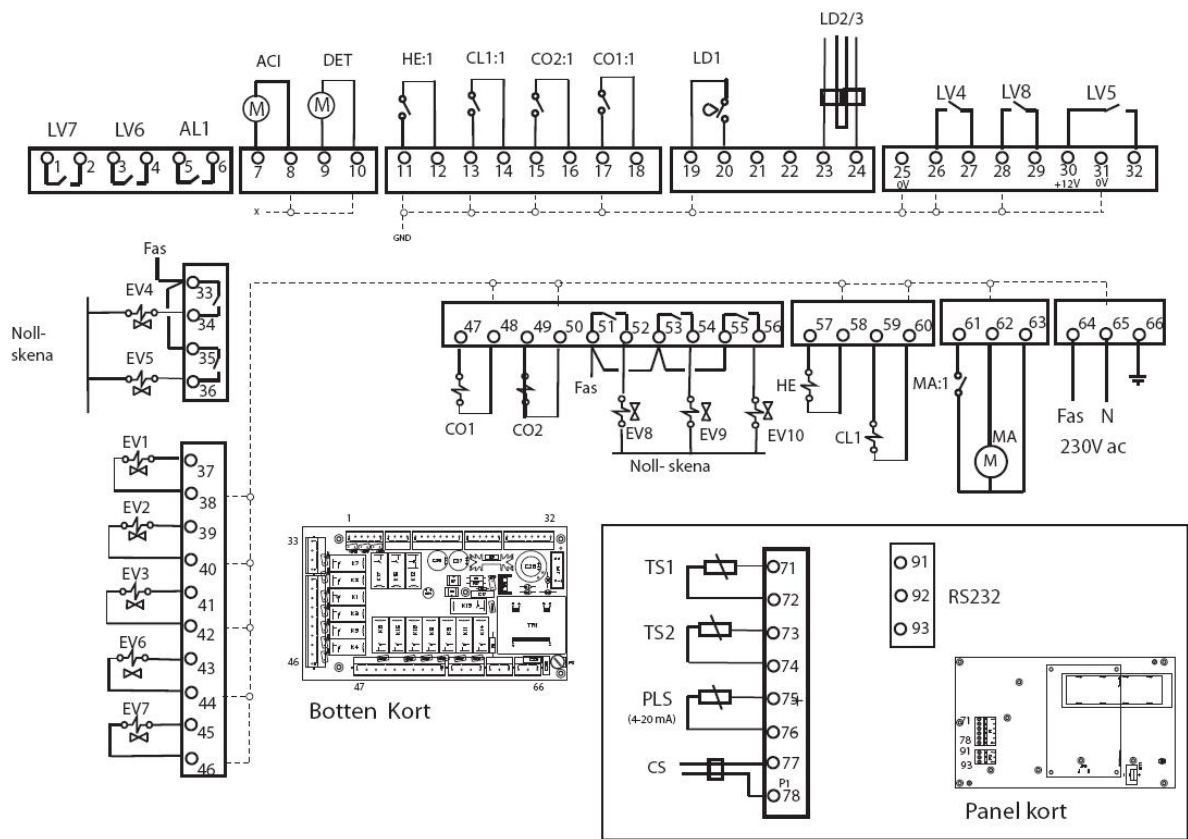 LD2/3
ACI DET HE:1 CL1:1 CO2:1 CO1:1 LD1
LV4 LV8 LV5
LV7 LV6 AL1
M M
1 2 3 4 5 6 7 8 9 10 11 12 13 14 15 16 17 18 19 20 21 22 23 24 25 26 27 28 29 30 31 32
0V +12V 0V
x
GND
Fas
EV4
33
34
Noll-
skena
EV5
35
36
47 48 49 50 51 52 53 54 55 56 57 58 59 60 61 62 63 64 65 66
Fas
HE
MA:1
CO1 CO2 EV8 EV9 EV10
CL1
MA
M
Fas N
230V ac
Noll- skena
EV1
37
38
EV2
39
40
EV3
41
42
EV6
43
44
EV7
45
46
1 32
33
46
47 66
Botten Kort
TS1
71
72
TS2
73
74
PLS
(4-20 mA)
75+
76
CS
77
P1
78
91
92
93
RS232
71
78
91
93
Panel kort